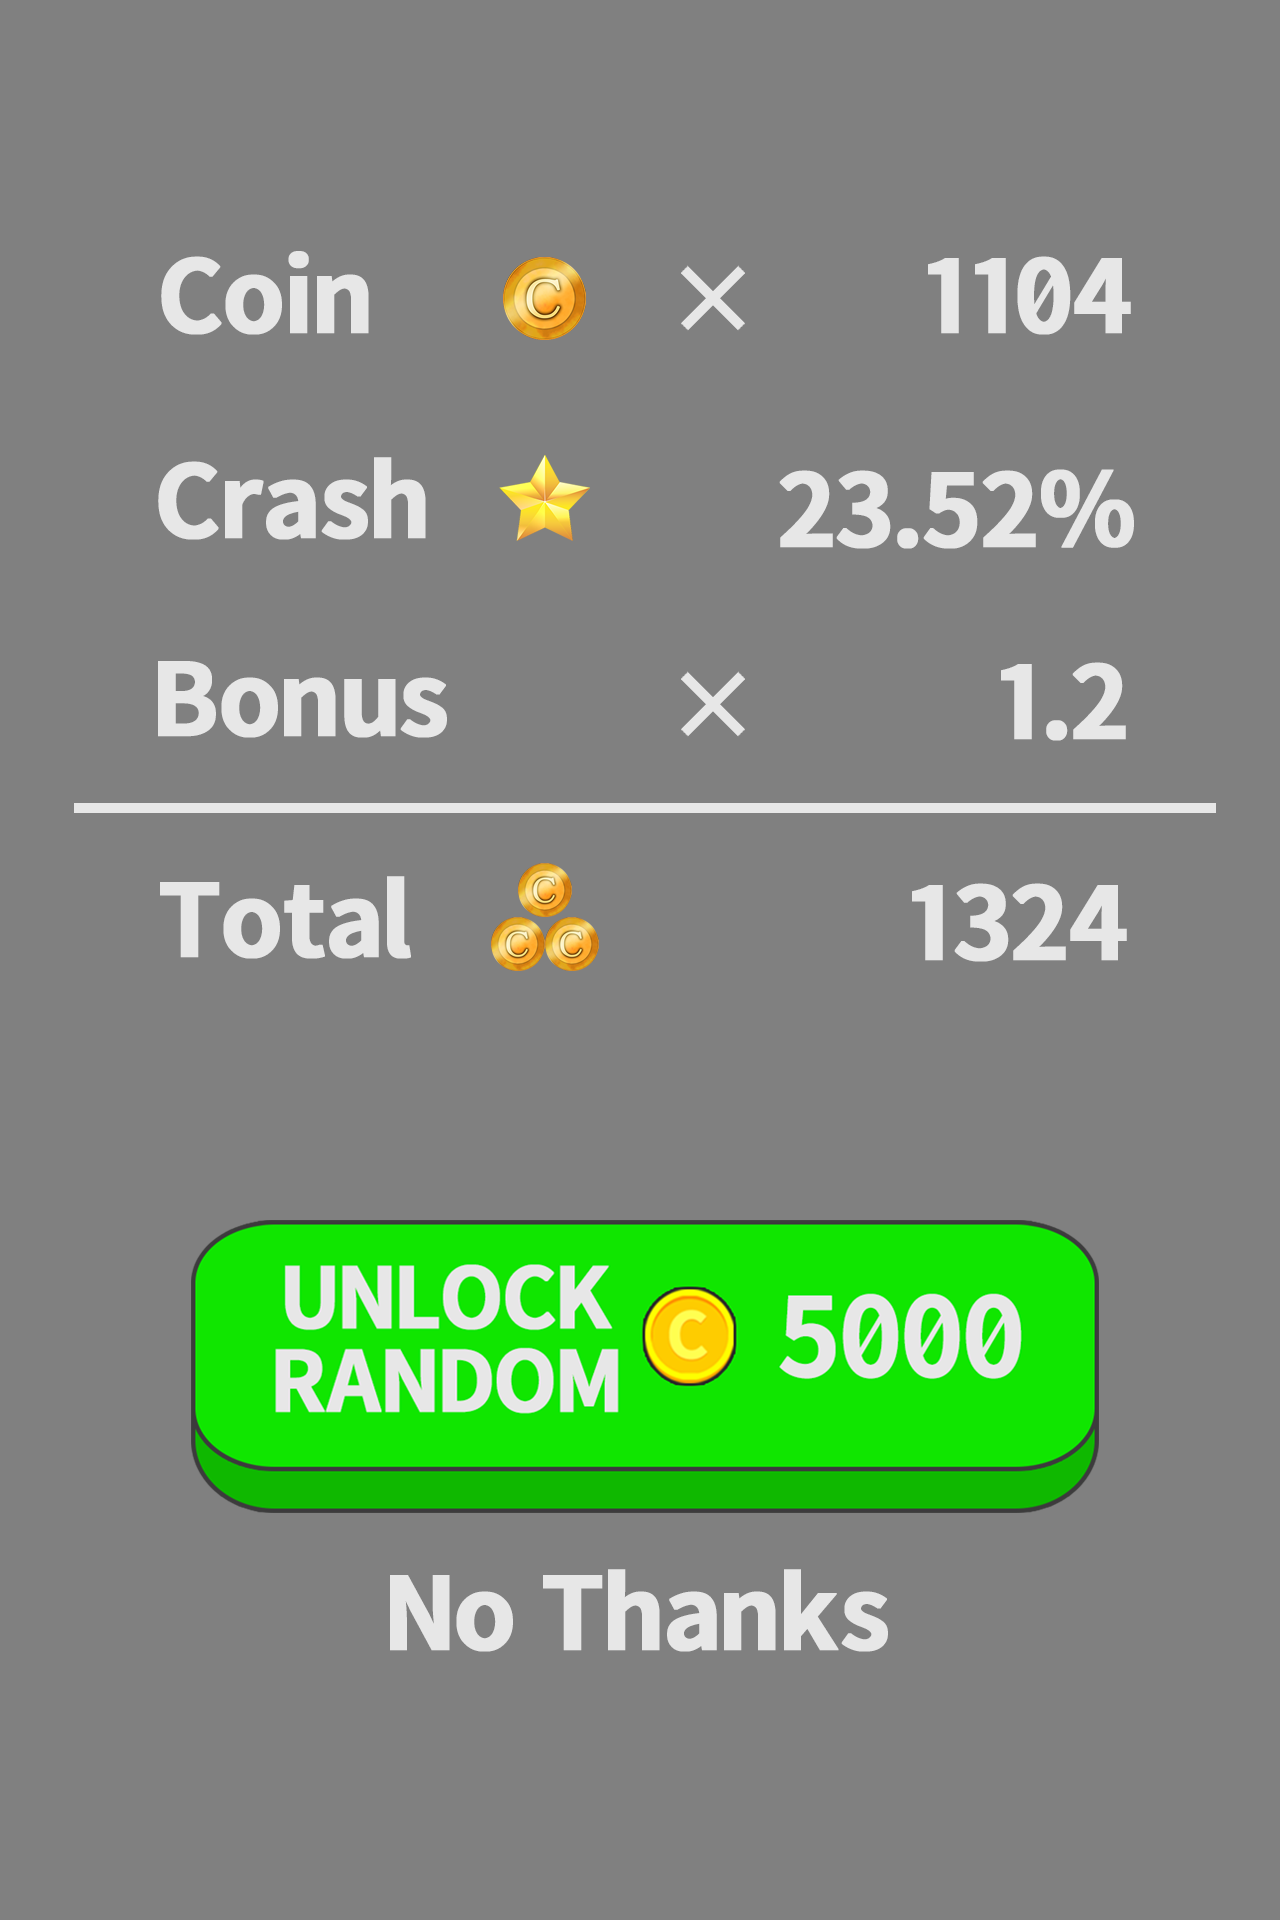 Coin C × 1104
Crash 23.52%
Bonus × 1.2
Total C C C 1324
UNLOCK RANDOM C 5000
No Thanks